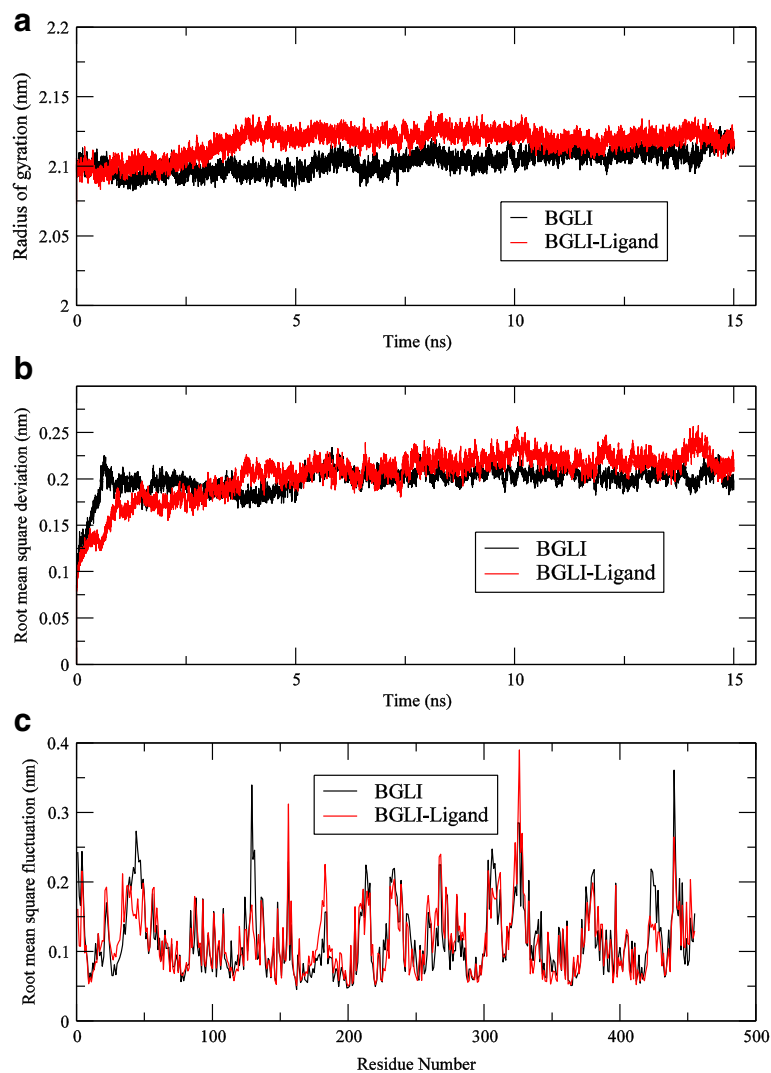 a
2.2
2.15
2.1
2.05
2
Radius of gyration (nm)
BGLI
BGLI-Ligand
0
5
10
15
Time (ns)
b
0.25
0.2
0.15
0.1
0.05
0
Root mean square deviation (nm)
BGLI
BGLI-Ligand
0
5
10
15
Time (ns)
c
0.4
0.3
0.2
0.1
0
Root mean square fluctuation (nm)
BGLI
BGLI-Ligand
0
100
200
300
400
500
Residue Number